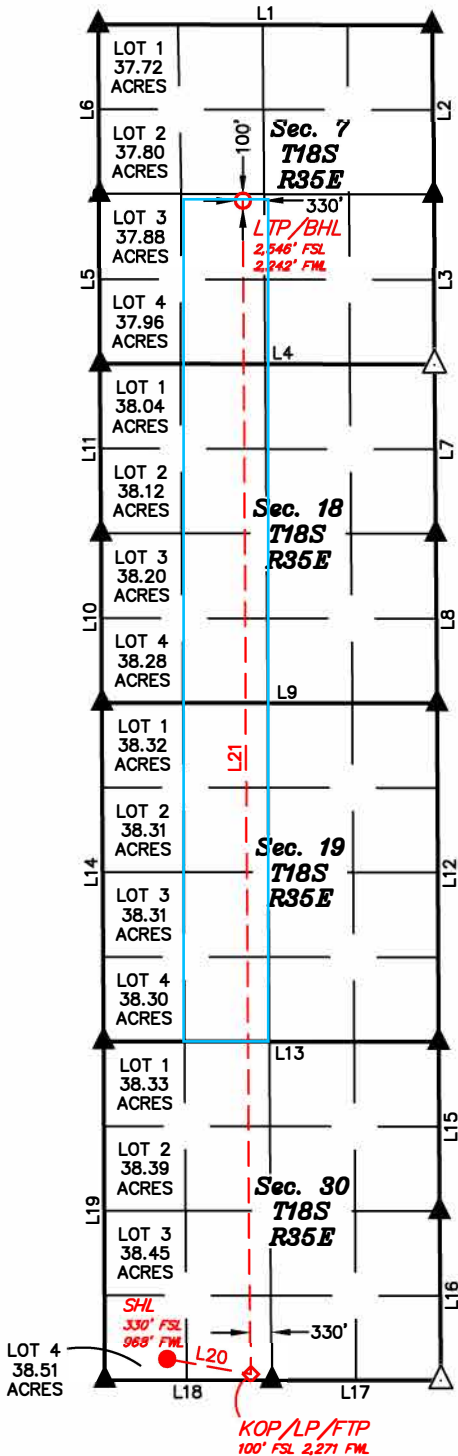 L1
LOT 1
37.72
ACRES
L6
L2
LOT 2
37.80
ACRES
100'
Sec. 7
T18S
R35E
330'
LOT 3
37.88
ACRES
LTP/BHL
2,546' FSL
2,242' FWL
L5
L3
LOT 4
37.96
ACRES
L4
LOT 1
38.04
ACRES
L11
L7
LOT 2
38.12
ACRES
Sec. 18
T18S
R35E
LOT 3
38.20
ACRES
L10
L8
LOT 4
38.28
ACRES
L9
LOT 1
38.32
ACRES
L21
LOT 2
38.31
ACRES
Sec. 19
T18S
R35E
L14
L12
LOT 3
38.31
ACRES
LOT 4
38.30
ACRES
L13
LOT 1
38.33
ACRES
L15
LOT 2
38.39
ACRES
Sec. 30
T18S
R35E
L19
LOT 3
38.45
ACRES
L16
SHL
330' FSL
968' FWL
330'
L20
LOT 4
38.51
ACRES
L18
L17
KOP/LP/FTP
100' FSL 2,271 FWL